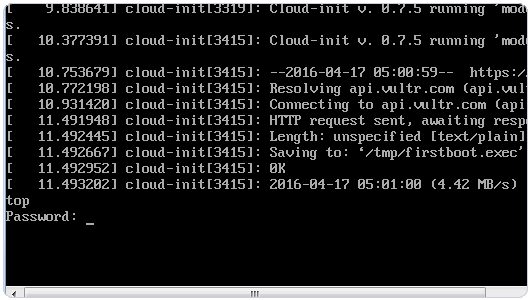 [    9.838641] cloud-init[3319]: Cloud-init v. 0.7.5 running 'mod
s.
[   10.377391] cloud-init[3415]: Cloud-init v. 0.7.5 running 'mod
s.
[   10.753679] cloud-init[3415]: --2016-04-17 05:00:59--  https:/
[   10.772198] cloud-init[3415]: Resolving api.vultr.com (api.vul
[   10.931420] cloud-init[3415]: Connecting to api.vultr.com (api.
[   11.491948] cloud-init[3415]: HTTP request sent, awaiting resp
[   11.492445] cloud-init[3415]: Length: unspecified [text/plain]
[   11.492667] cloud-init[3415]: Saving to: ‘/tmp/firstboot.exec’
[   11.492952] cloud-init[3415]: 0K
[   11.493202] cloud-init[3415]: 2016-04-17 05:01:00 (4.42 MB/s)
top
Password: _